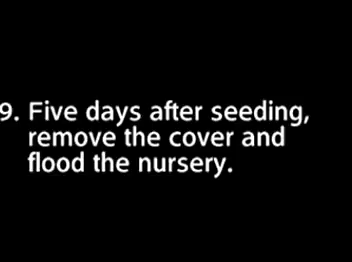 9. Five days after seeding,
remove the cover and
flood the nursery.